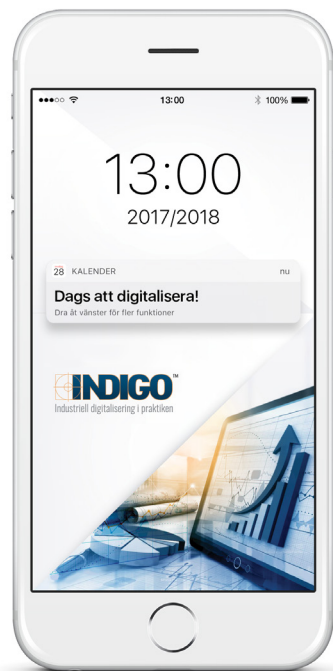 13:00
100%
13:00
2017/2018
28 KALENDER nu
Dags att digitalisera!
Dra åt vänster för fler funktioner
INDIGO™
Industriell digitalisering i praktiken